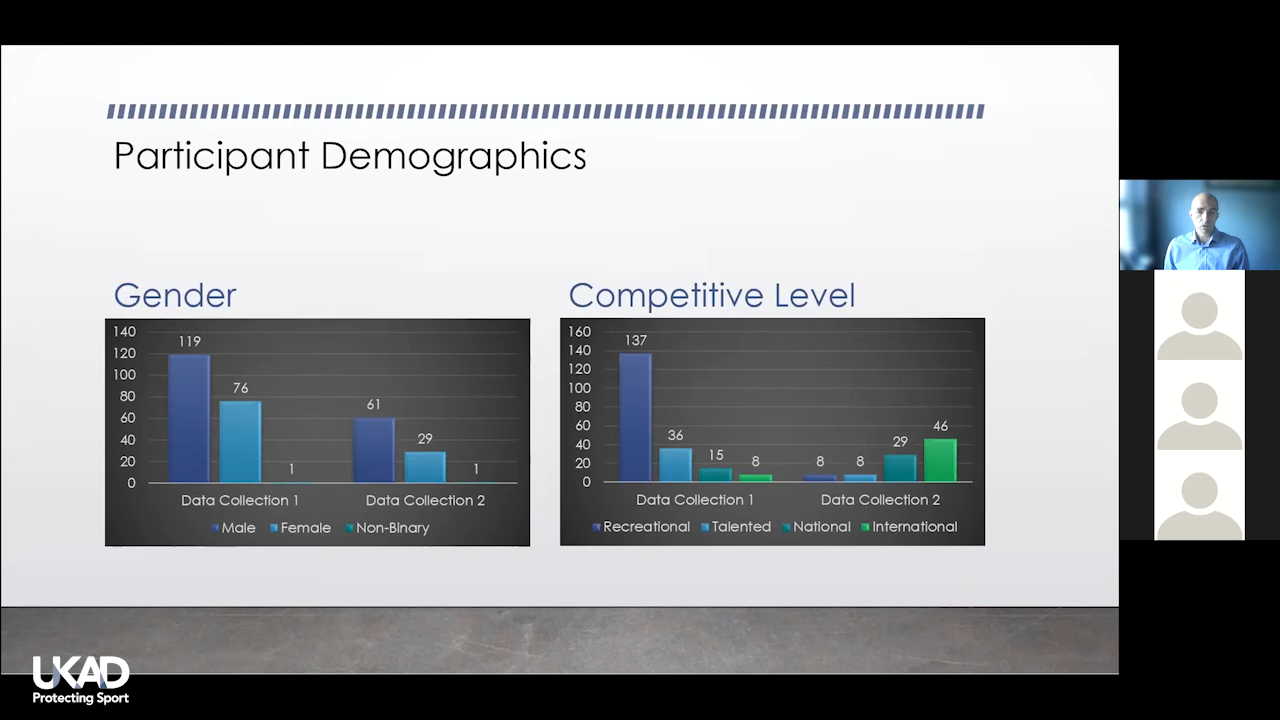 Participant Demographics
Gender
140
120
100
80
60
40
20
0
119
76
1
61
29
1
Data Collection 1
Data Collection 2
Male
Female
Non-Binary
Competitive Level
160
140
120
100
80
60
40
20
0
137
36
15
8
8
8
29
46
Data Collection 1
Data Collection 2
Recreational
Talented
National
International
UKAD
Protecting Sport